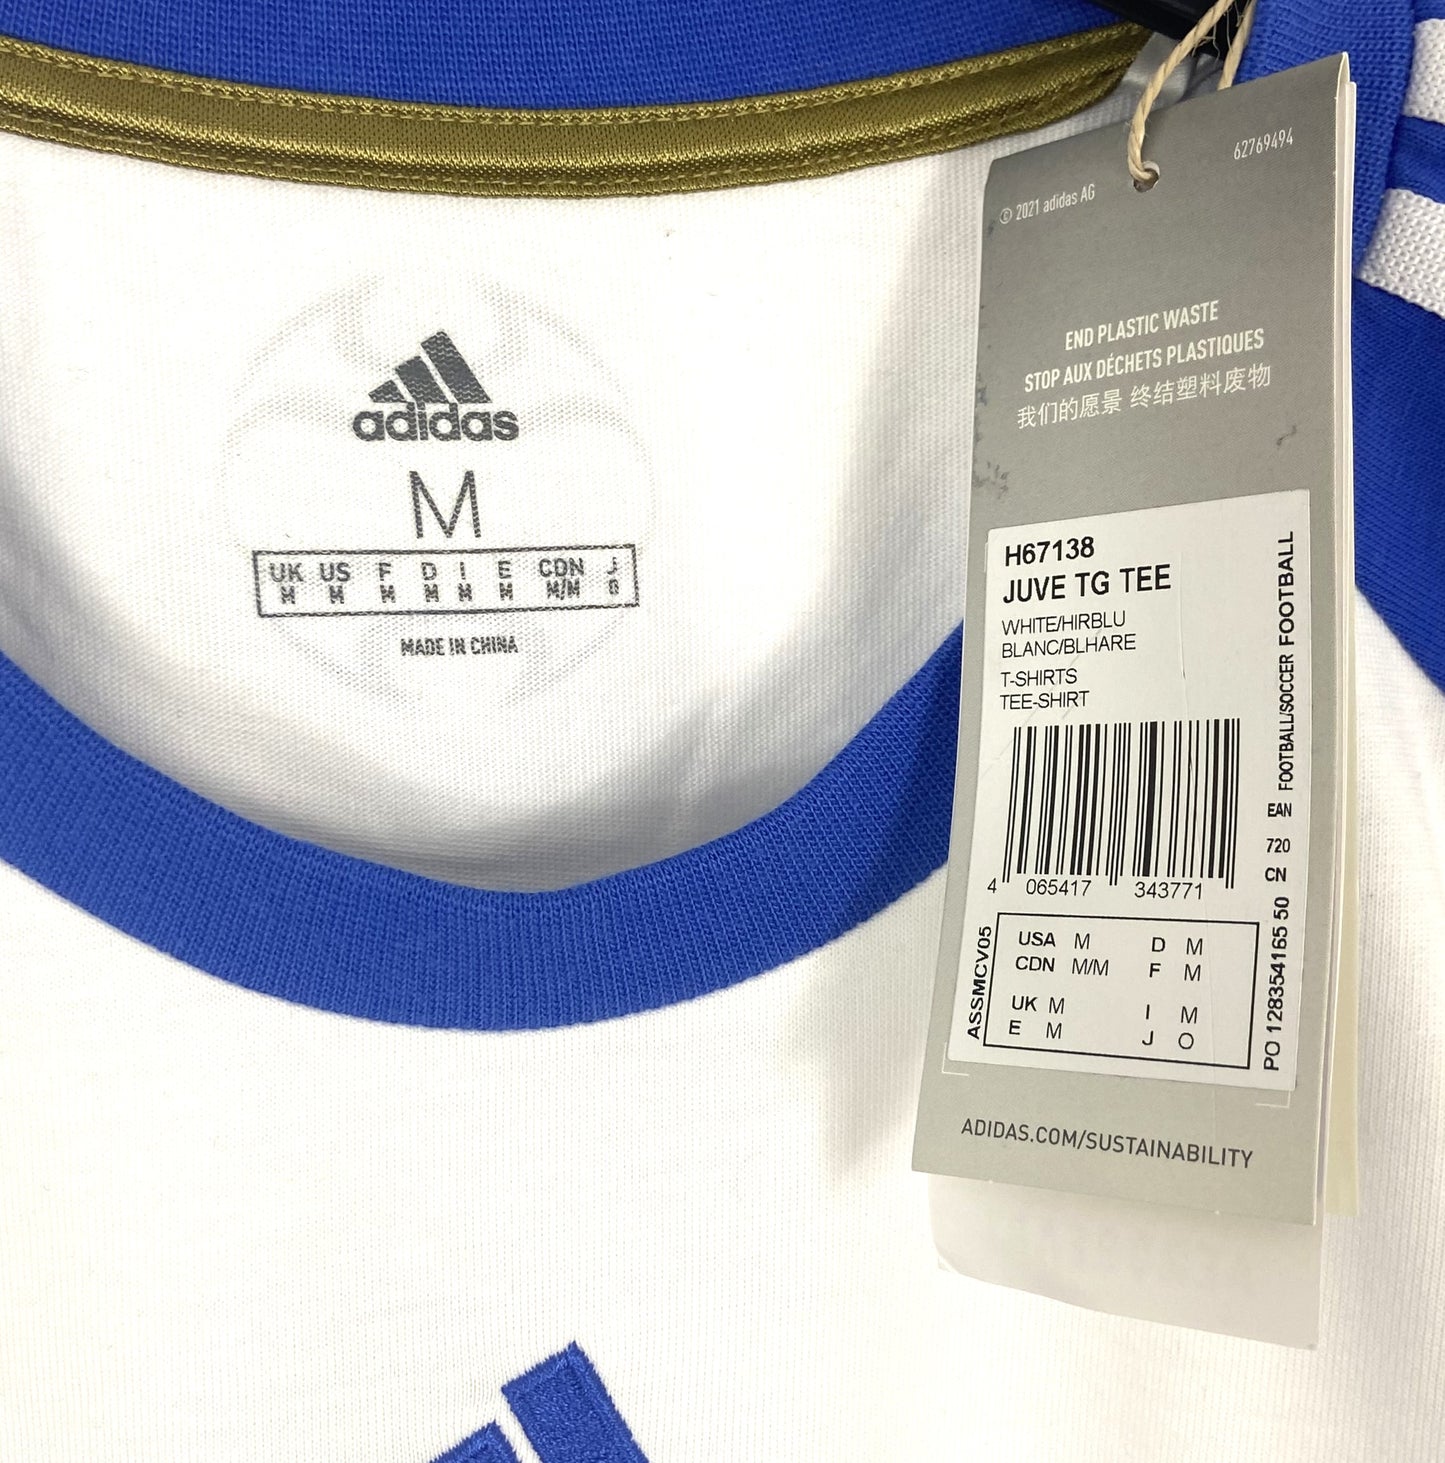 adidas
M
UK US F D I E CDN J
M M M M M M M/M O
MADE IN CHINA
62769494
© 2021 adidas AG
END PLASTIC WASTE
STOP AUX DÉCHETS PLASTIQUES
我们的愿景 终结塑料废物
H67138
JUVE TG TEE
WHITE/HIRBLU
BLANC/BLHARE
T-SHIRTS
TEE-SHIRT
4 065417 343771
FOOTBALL/SOCCER FOOTBALL
EAN
720
CN
PO 128354165 50
ASSMCV05
USA M D M
CDN M/M F M
UK M I M
E M J O
ADIDAS.COM/SUSTAINABILITY